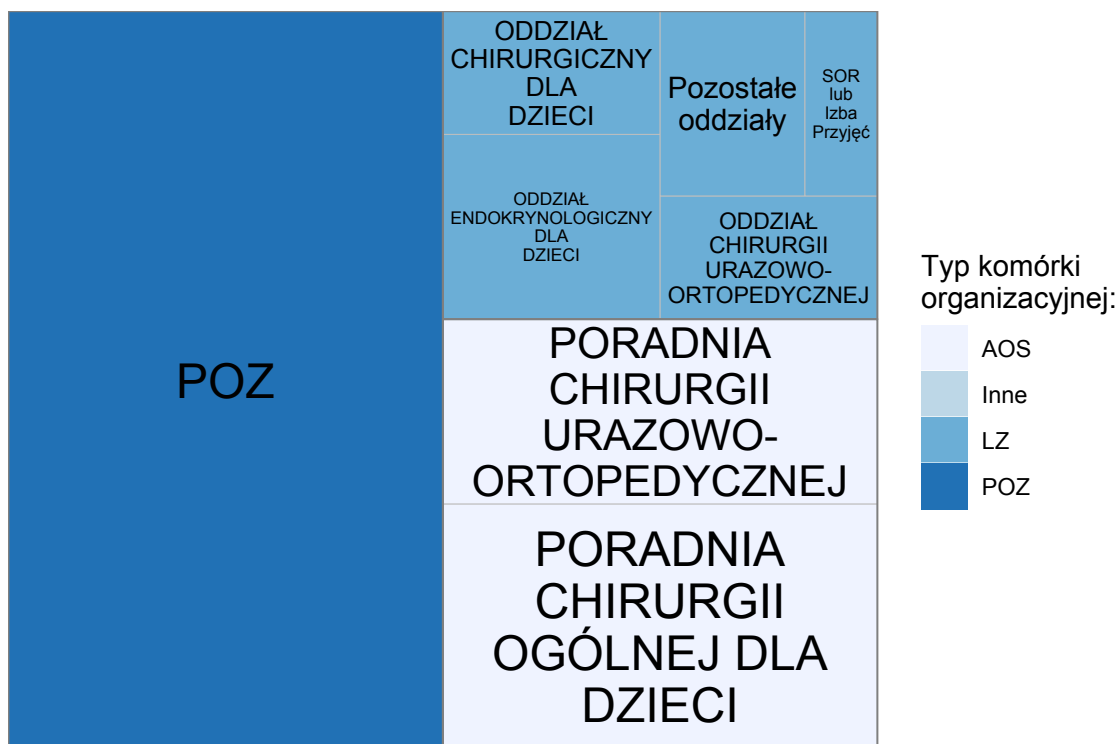 POZ
ODDZIAŁ
CHIRURGICZNY
DLA
DZIECI
Pozostałe
oddziały
SOR
lub
Izba
Przyjęć
ODDZIAŁ
ENDOKRYNOLOGICZNY
DLA
DZIECI
ODDZIAŁ
CHIRURGII
URAZOWO-
ORTOPEDYCZNEJ
PORADNIA
CHIRURGII
URAZOWO-
ORTOPEDYCZNEJ
PORADNIA
CHIRURGII
OGÓLNEJ DLA
DZIECI
Typ komórki
organizacyjnej:
AOS
Inne
LZ
POZ